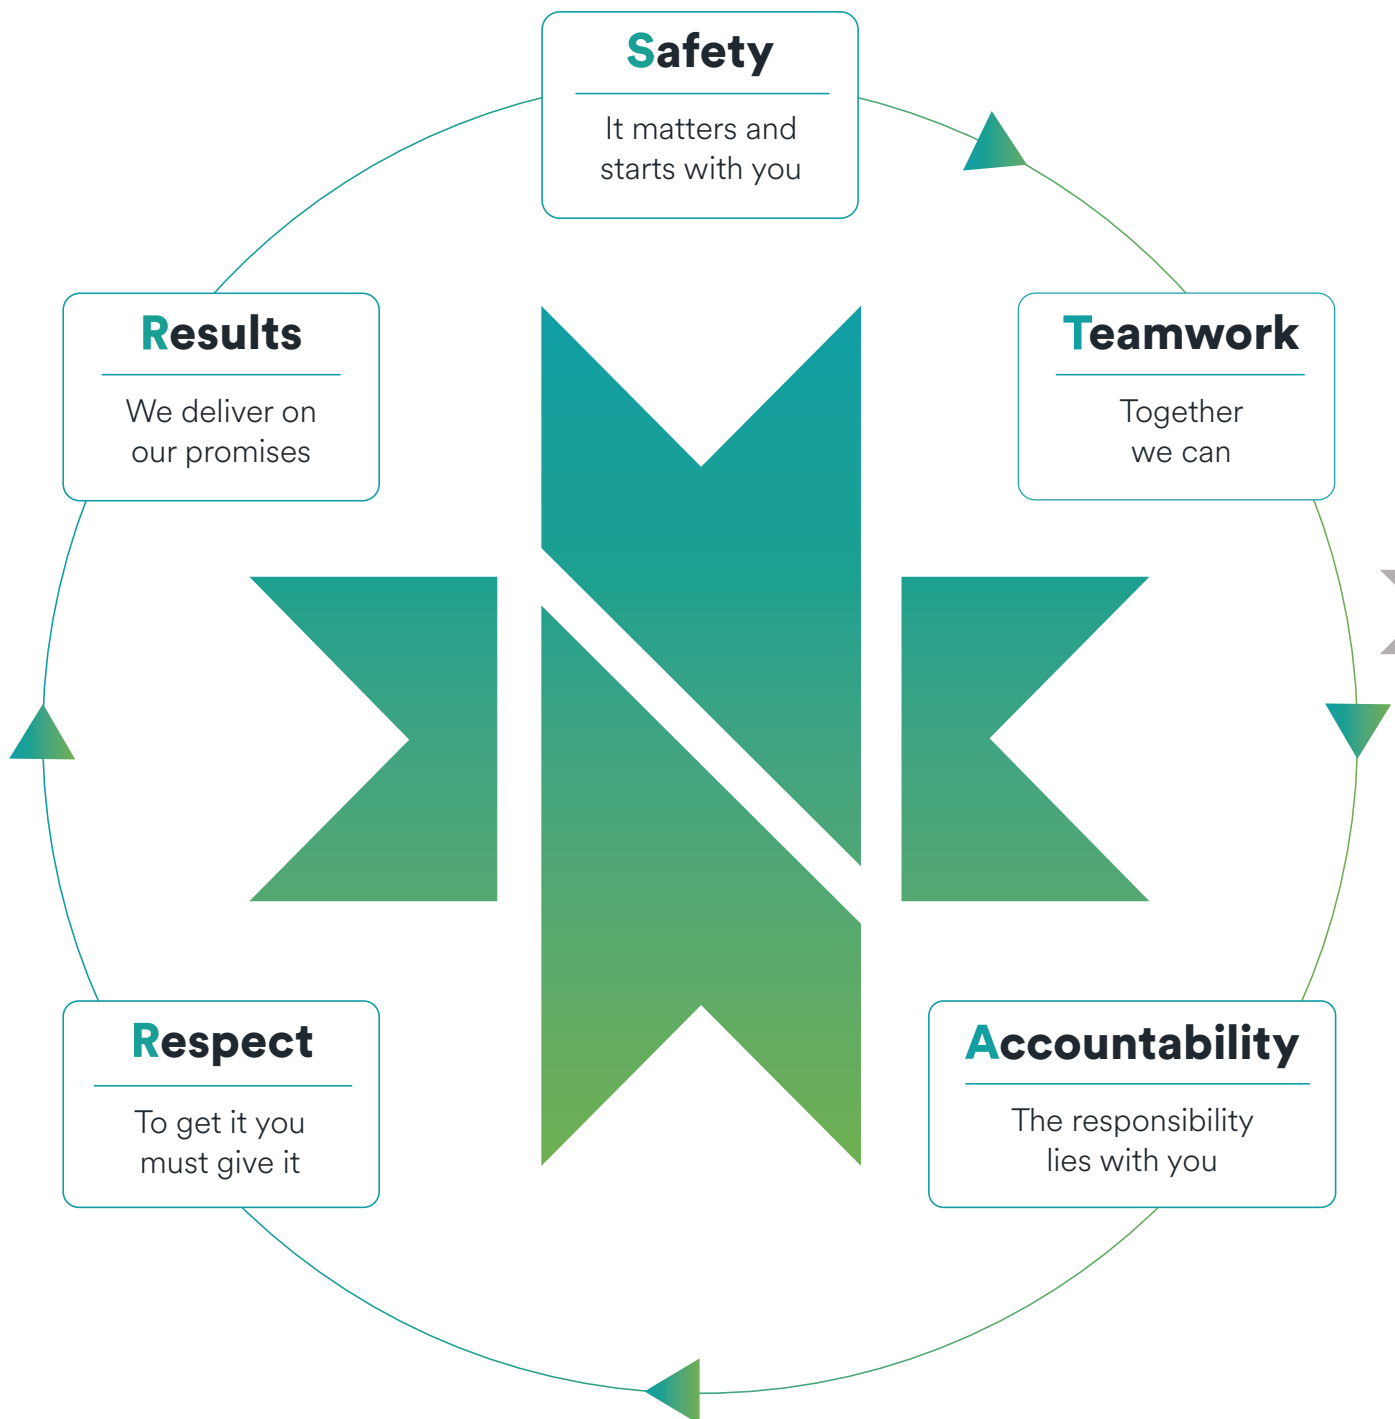 Safety
It matters and
starts with you
Teamwork
Together
we can
Accountability
The responsibility
lies with you
Respect
To get it you
must give it
Results
We deliver on
our promises